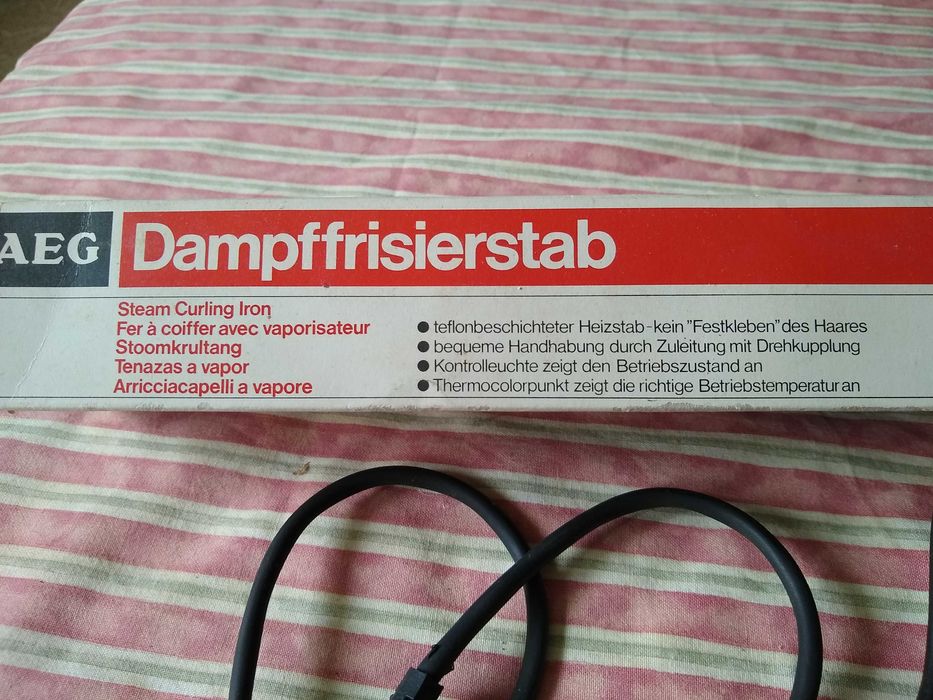 AEG
Dampffrisierstab
Steam Curling Iron
Fer à coiffer avec vaporisateur
Stoomkrultang
Tenazas a vapor
Arricciacapelli a vapore
● teflonbeschichteter Heizstab-kein "Festkleben" des Haares
● bequeme Handhabung durch Zuleitung mit Drehkupplung
● Kontrolleuchte zeigt den Betriebszustand an
● Thermocolorpunkt zeigt die richtige Betriebstemperatur an